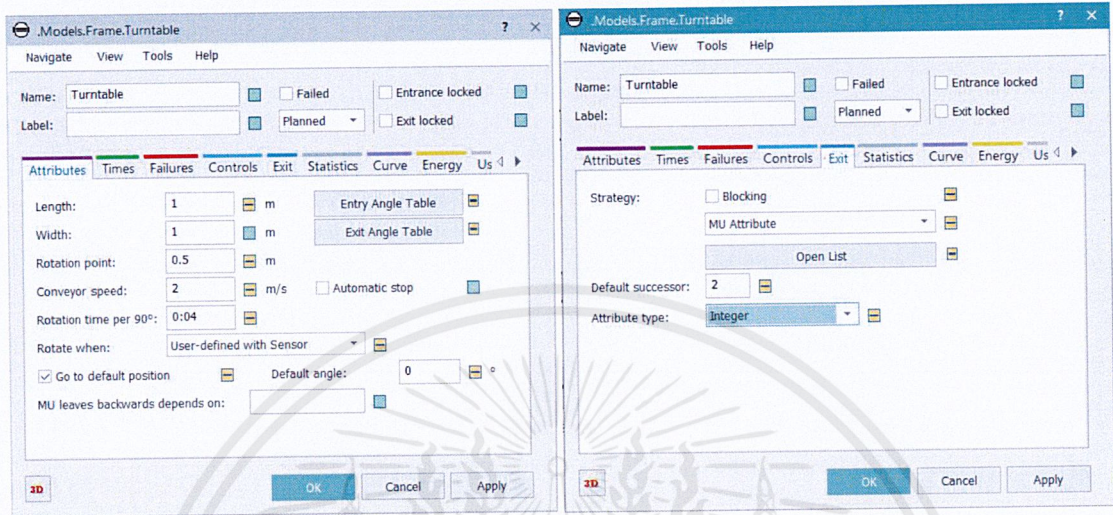 .Models.Frame.Turntable ? ×
Navigate View Tools Help
Name: Turntable Failed Entrance locked
Label: Planned Exit locked
Attributes Times Failures Controls Exit Statistics Curve Energy Us
Length: 1 m Entry Angle Table
Width: 1 m Exit Angle Table
Rotation point: 0.5 m
Conveyor speed: 2 m/s Automatic stop
Rotation time per 90°: 0:04
Rotate when: User-defined with Sensor
Go to default position Default angle: 0 °
MU leaves backwards depends on:
3D OK Cancel Apply
.Models.Frame.Turntable ? ×
Navigate View Tools Help
Name: Turntable Failed Entrance locked
Label: Planned Exit locked
Attributes Times Failures Controls Exit Statistics Curve Energy Us
Strategy: Blocking
MU Attribute
Open List
Default successor: 2
Attribute type: Integer
3D OK Cancel Apply